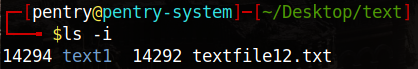 ┌─[pentry@pentry-system]─[~/Desktop/text]
└──╼ $ls -i
14294 text1  14292 textfile12.txt